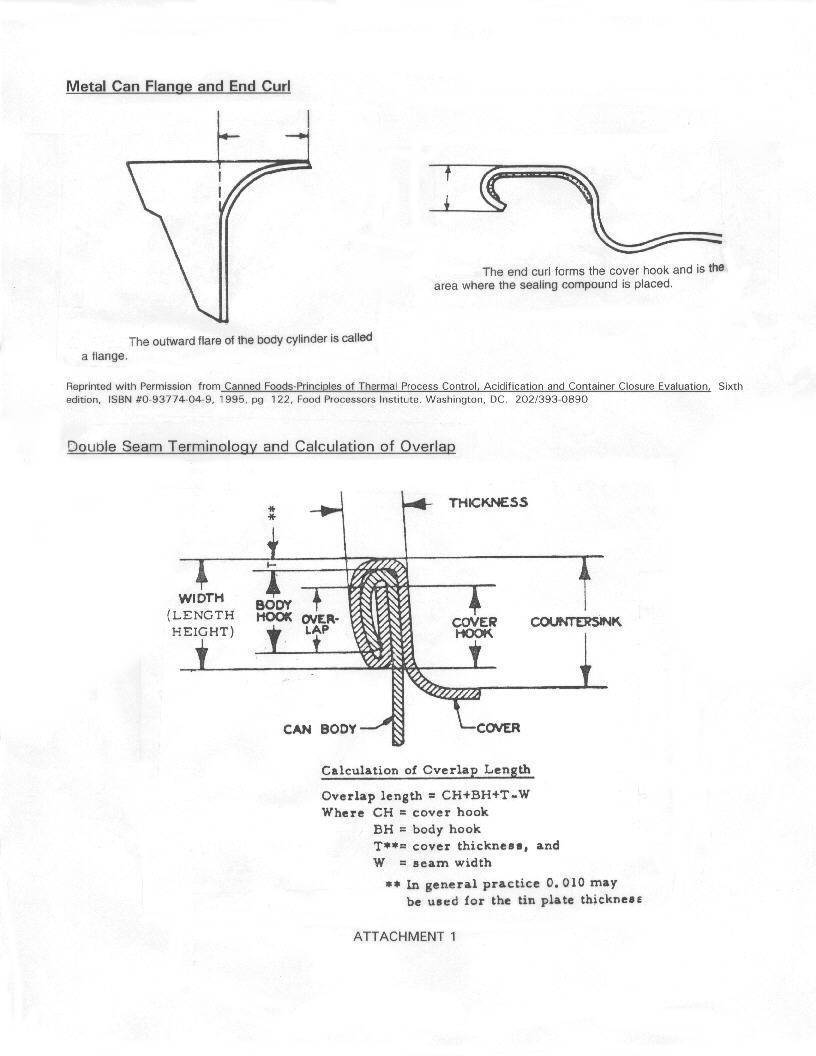 Metal Can Flange and End Curl
The end curl forms the cover hook and is the
area where the sealing compound is placed.
The outward flare of the body cylinder is called
a flange.
Reprinted with Permission from Canned Foods-Principles of Thermal Process Control, Acidification and Container Closure Evaluation, Sixth
edition, ISBN #0-93774-04-9, 1995, pg 122, Food Processors Institute. Washington, DC. 202/393-0890
Double Seam Terminology and Calculation of Overlap
THICKNESS
**
T
WIDTH
(LENGTH
HEIGHT)
BODY
HOOK
OVER-
LAP
COVER
HOOK
COUNTERSINK
CAN BODY
COVER
Calculation of Overlap Length
Overlap length = CH+BH+T-W
Where CH = cover hook
BH = body hook
T**= cover thickness, and
W = seam width
** In general practice 0.010 may
be used for the tin plate thickness
ATTACHMENT 1